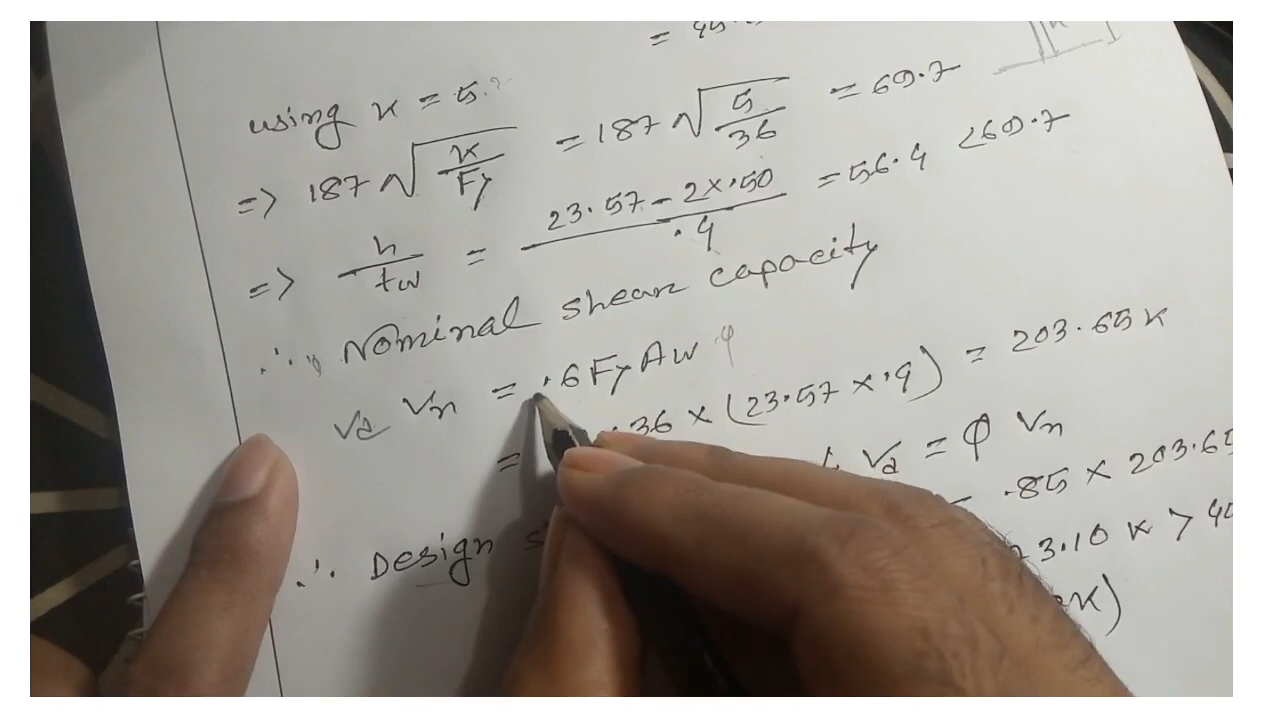 = 45
using K = 5.
=> 187 √(K/Fy) = 187 √(5/36) = 69.7
=> h/tw = (23.57 - 2×.50)/.4 = 56.4 < 69.7
∴ Nominal shear capacity
Vn = .6 Fy Aw
= 36 × (23.57 × .4) = 203.65 K
Vd = φ Vn
∴ Design = .85 × 203.65
3.10 K > 45